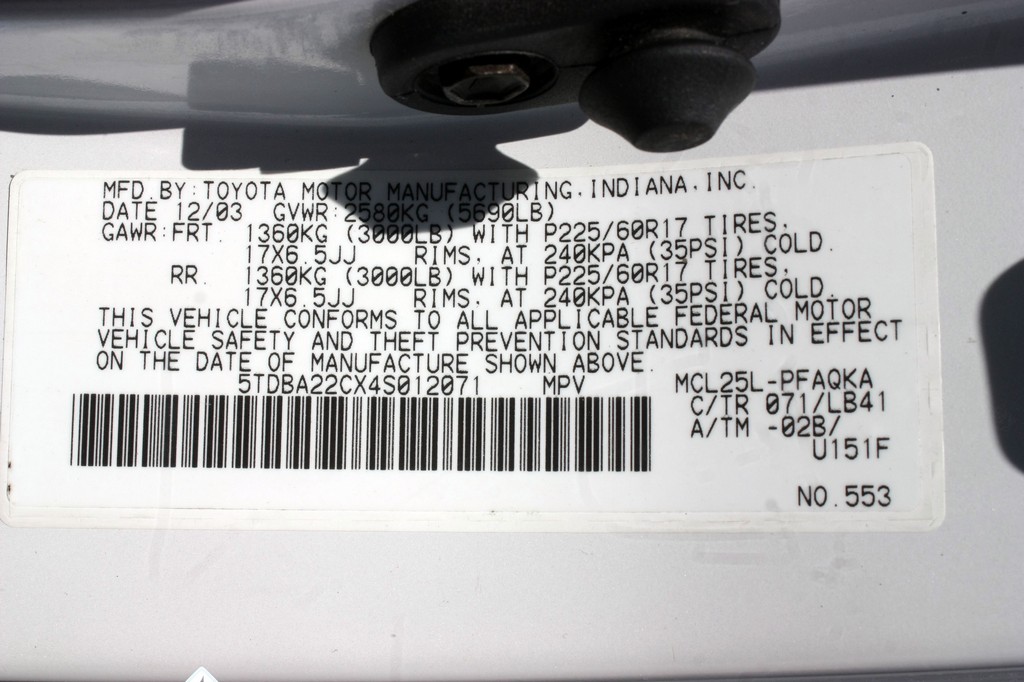 MFD. BY: TOYOTA MOTOR MANUFACTURING, INDIANA, INC.
DATE 12/03 GVWR: 2580KG (5690LB)
GAWR: FRT. 1360KG (3000LB) WITH P225/60R17 TIRES,
17X6.5JJ RIMS, AT 240KPA (35PSI) COLD.
RR. 1360KG (3000LB) WITH P225/60R17 TIRES,
17X6.5JJ RIMS, AT 240KPA (35PSI) COLD.
THIS VEHICLE CONFORMS TO ALL APPLICABLE FEDERAL MOTOR
VEHICLE SAFETY AND THEFT PREVENTION STANDARDS IN EFFECT
ON THE DATE OF MANUFACTURE SHOWN ABOVE.
5TDBA22CX4S012071 MPV MCL25L-PFAQKA
C/TR 071/LB41
A/TM -02B/
U151F
NO. 553